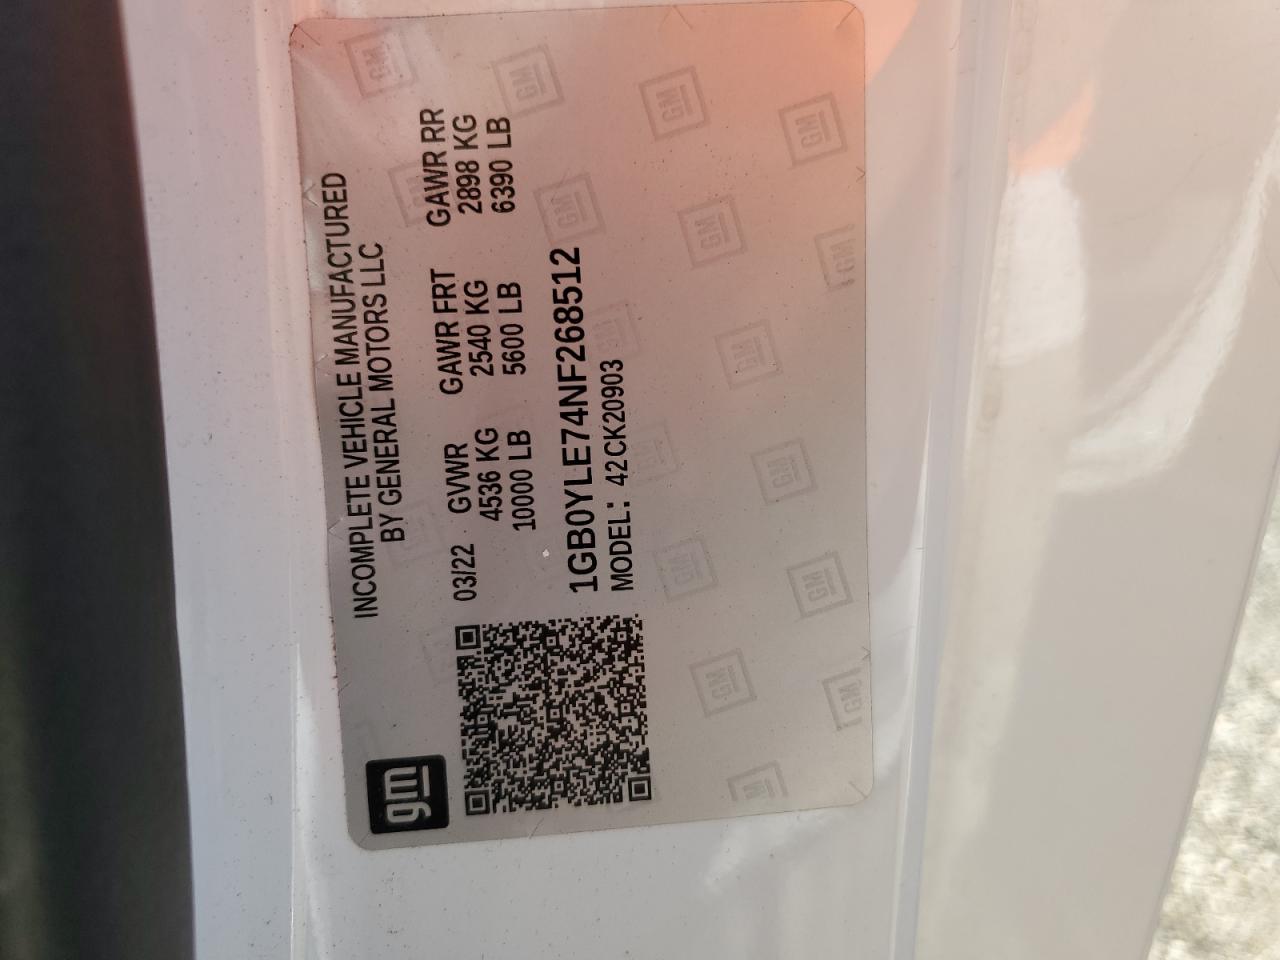 gm
INCOMPLETE VEHICLE MANUFACTURED
BY GENERAL MOTORS LLC
03/22 GVWR GAWR FRT GAWR RR
4536 KG 2540 KG 2898 KG
10000 LB 5600 LB 6390 LB
1GB0YLE74NF268512
MODEL: 42CK20903